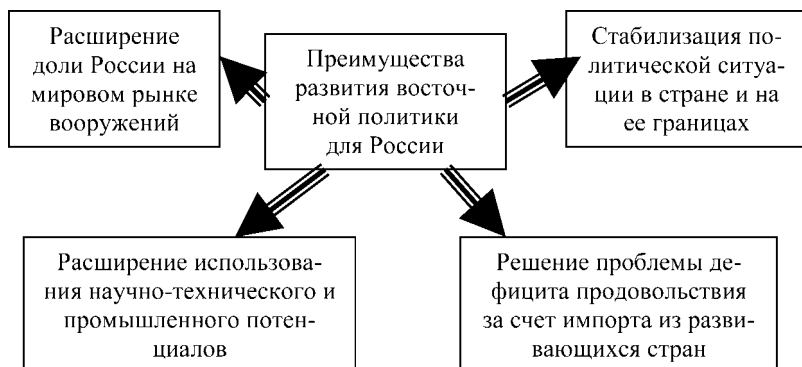 Расширение
доли России на
мировом рынке
вооружений
Преимущества
развития восточ-
ной политики
для России
Стабилизация по-
литической ситуа-
ции в стране и на
ее границах
Расширение использова-
ния научно-технического и
промышленного потен-
циалов
Решение проблемы де-
фицита продовольствия
за счет импорта из разви-
вающихся стран